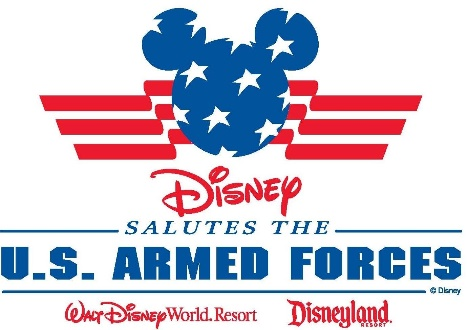 Disney
SALUTES THE
U.S. ARMED FORCES
© Disney
Walt Disney World. Resort Disneyland.
RESORT